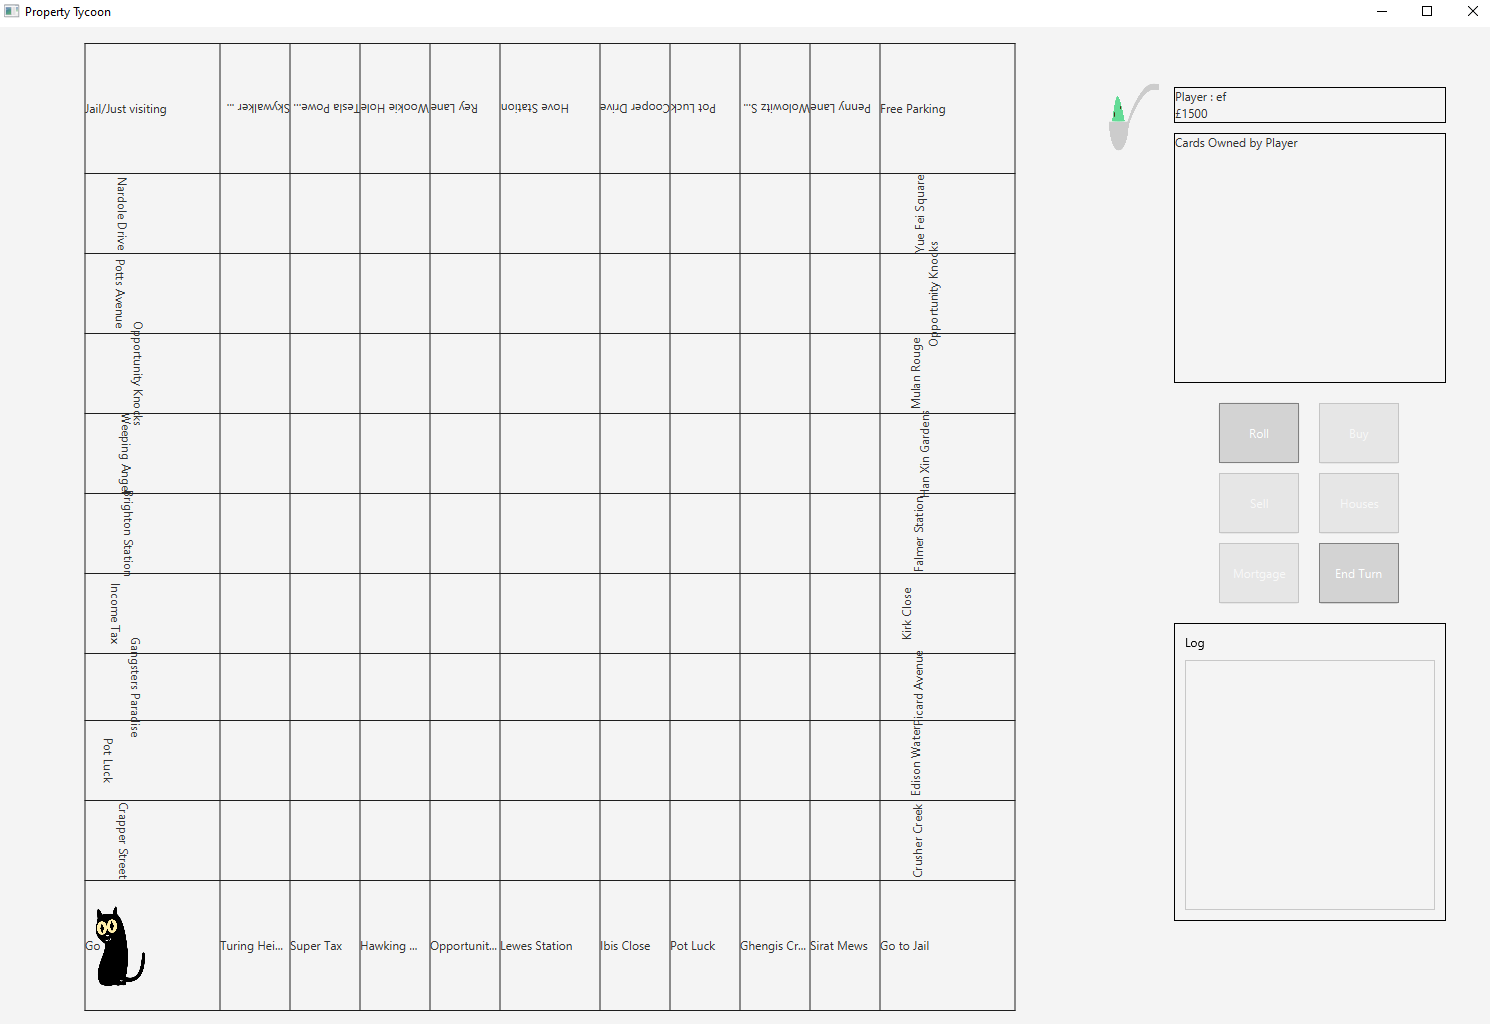 Property Tycoon
Jail/Just visiting
Skywalker ...
Tesla Powe...
Wookie Hole
Rey Lane
Hove Station
Cooper Drive
Pot Luck
Wolowitz S...
Penny Lane
Free Parking
Nardole Drive
Potts Avenue
Opportunity Knocks
Weeping Angel
Brighton Station
Income Tax
Gangsters Paradise
Pot Luck
Crapper Street
Yue Fei Square
Opportunity Knocks
Mulan Rouge
Han Xin Gardens
Falmer Station
Kirk Close
Picard Avenue
Edison Water
Crusher Creek
Go
Turing Hei...
Super Tax
Hawking ...
Opportunit...
Lewes Station
Ibis Close
Pot Luck
Ghengis Cr...
Sirat Mews
Go to Jail
Player : ef
£1500
Cards Owned by Player
Roll
Buy
Sell
Houses
Mortgage
End Turn
Log